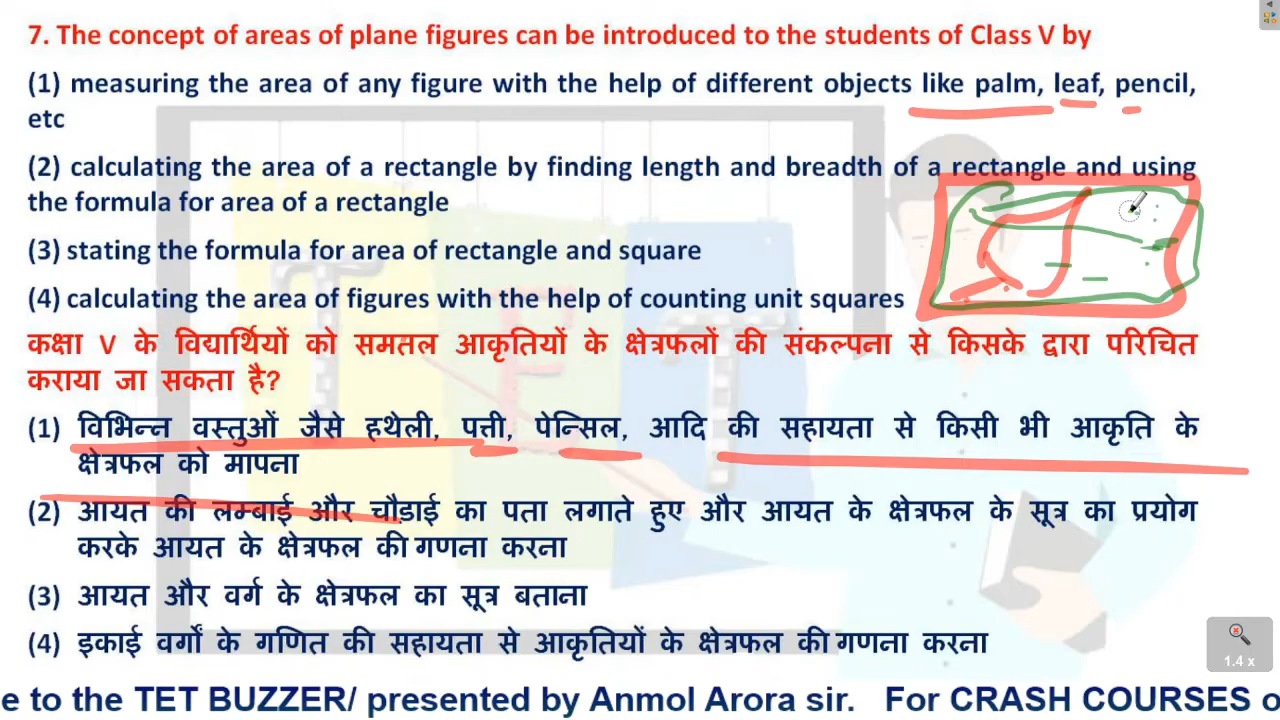 7. The concept of areas of plane figures can be introduced to the students of Class V by
(1) measuring the area of any figure with the help of different objects like palm, leaf, pencil,
etc
(2) calculating the area of a rectangle by finding length and breadth of a rectangle and using
the formula for area of a rectangle
(3) stating the formula for area of rectangle and square
(4) calculating the area of figures with the help of counting unit squares
कक्षा V के विद्यार्थियों को समतल आकृतियों के क्षेत्रफलों की संकल्पना से किसके द्वारा परिचित
कराया जा सकता है?
(1) विभिन्न वस्तुओं जैसे हथेली, पत्ती, पेन्सिल, आदि की सहायता से किसी भी आकृति के
क्षेत्रफल को मापना
(2) आयत की लम्बाई और चौड़ाई का पता लगाते हुए और आयत के क्षेत्रफल के सूत्र का प्रयोग
करके आयत के क्षेत्रफल की गणना करना
(3) आयत और वर्ग के क्षेत्रफल का सूत्र बताना
(4) इकाई वर्गों के गणित की सहायता से आकृतियों के क्षेत्रफल की गणना करना
1.4 x
e to the TET BUZZER/ presented by Anmol Arora sir. For CRASH COURSES o